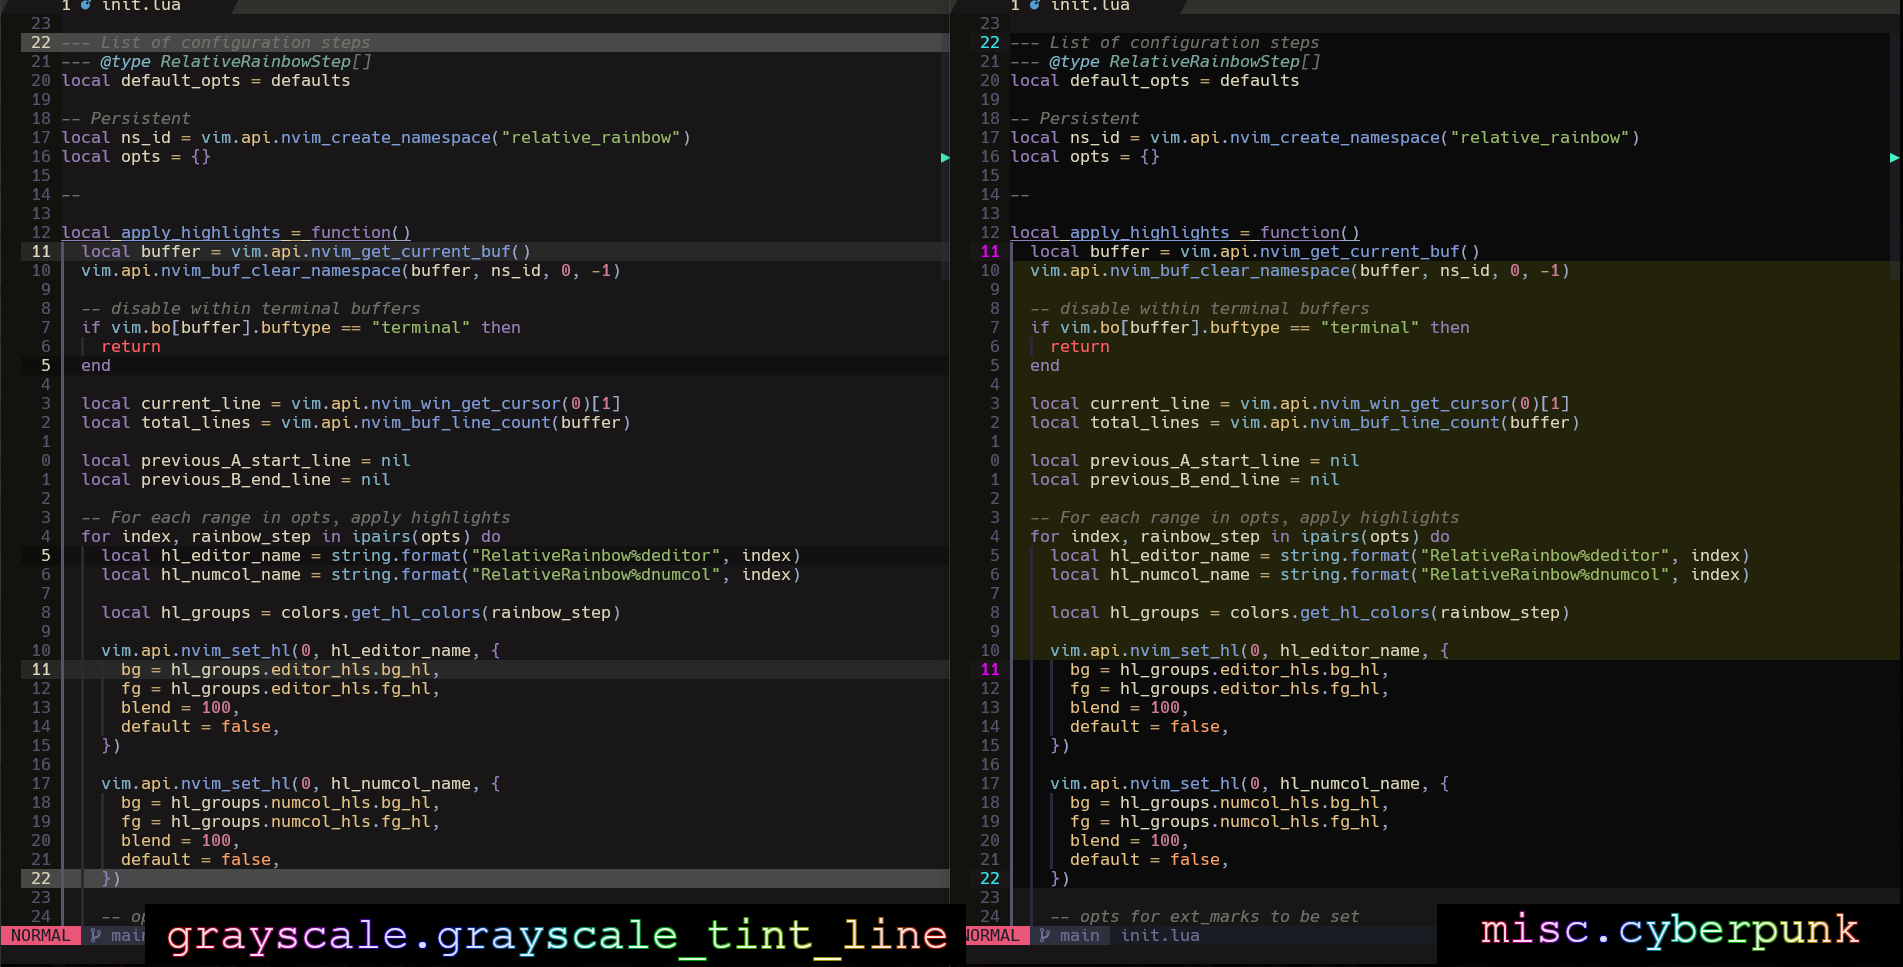 1 init.lua
23
22 --- List of configuration steps
21 --- @type RelativeRainbowStep[]
20 local default_opts = defaults
19
18 -- Persistent
17 local ns_id = vim.api.nvim_create_namespace("relative_rainbow")
16 local opts = {}
15
14 --
13
12 local apply_highlights = function()
11 local buffer = vim.api.nvim_get_current_buf()
10 vim.api.nvim_buf_clear_namespace(buffer, ns_id, 0, -1)
9
8 -- disable within terminal buffers
7 if vim.bo[buffer].buftype == "terminal" then
6 return
5 end
4
3 local current_line = vim.api.nvim_win_get_cursor(0)[1]
2 local total_lines = vim.api.nvim_buf_line_count(buffer)
1
0 local previous_A_start_line = nil
1 local previous_B_end_line = nil
2
3 -- For each range in opts, apply highlights
4 for index, rainbow_step in ipairs(opts) do
5 local hl_editor_name = string.format("RelativeRainbow%deditor", index)
6 local hl_numcol_name = string.format("RelativeRainbow%dnumcol", index)
7
8 local hl_groups = colors.get_hl_colors(rainbow_step)
9
10 vim.api.nvim_set_hl(0, hl_editor_name, {
11 bg = hl_groups.editor_hls.bg_hl,
12 fg = hl_groups.editor_hls.fg_hl,
13 blend = 100,
14 default = false,
15 })
16
17 vim.api.nvim_set_hl(0, hl_numcol_name, {
18 bg = hl_groups.numcol_hls.bg_hl,
19 fg = hl_groups.numcol_hls.fg_hl,
20 blend = 100,
21 default = false,
22 })
23
24 -- op
NORMAL main
grayscale.grayscale_tint_line
1 init.lua
23
22 --- List of configuration steps
21 --- @type RelativeRainbowStep[]
20 local default_opts = defaults
19
18 -- Persistent
17 local ns_id = vim.api.nvim_create_namespace("relative_rainbow")
16 local opts = {}
15
14 --
13
12 local apply_highlights = function()
11 local buffer = vim.api.nvim_get_current_buf()
10 vim.api.nvim_buf_clear_namespace(buffer, ns_id, 0, -1)
9
8 -- disable within terminal buffers
7 if vim.bo[buffer].buftype == "terminal" then
6 return
5 end
4
3 local current_line = vim.api.nvim_win_get_cursor(0)[1]
2 local total_lines = vim.api.nvim_buf_line_count(buffer)
1
0 local previous_A_start_line = nil
1 local previous_B_end_line = nil
2
3 -- For each range in opts, apply highlights
4 for index, rainbow_step in ipairs(opts) do
5 local hl_editor_name = string.format("RelativeRainbow%deditor", index)
6 local hl_numcol_name = string.format("RelativeRainbow%dnumcol", index)
7
8 local hl_groups = colors.get_hl_colors(rainbow_step)
9
10 vim.api.nvim_set_hl(0, hl_editor_name, {
11 bg = hl_groups.editor_hls.bg_hl,
12 fg = hl_groups.editor_hls.fg_hl,
13 blend = 100,
14 default = false,
15 })
16
17 vim.api.nvim_set_hl(0, hl_numcol_name, {
18 bg = hl_groups.numcol_hls.bg_hl,
19 fg = hl_groups.numcol_hls.fg_hl,
20 blend = 100,
21 default = false,
22 })
23
24 -- opts for ext_marks to be set
NORMAL main init.lua
misc.cyberpunk